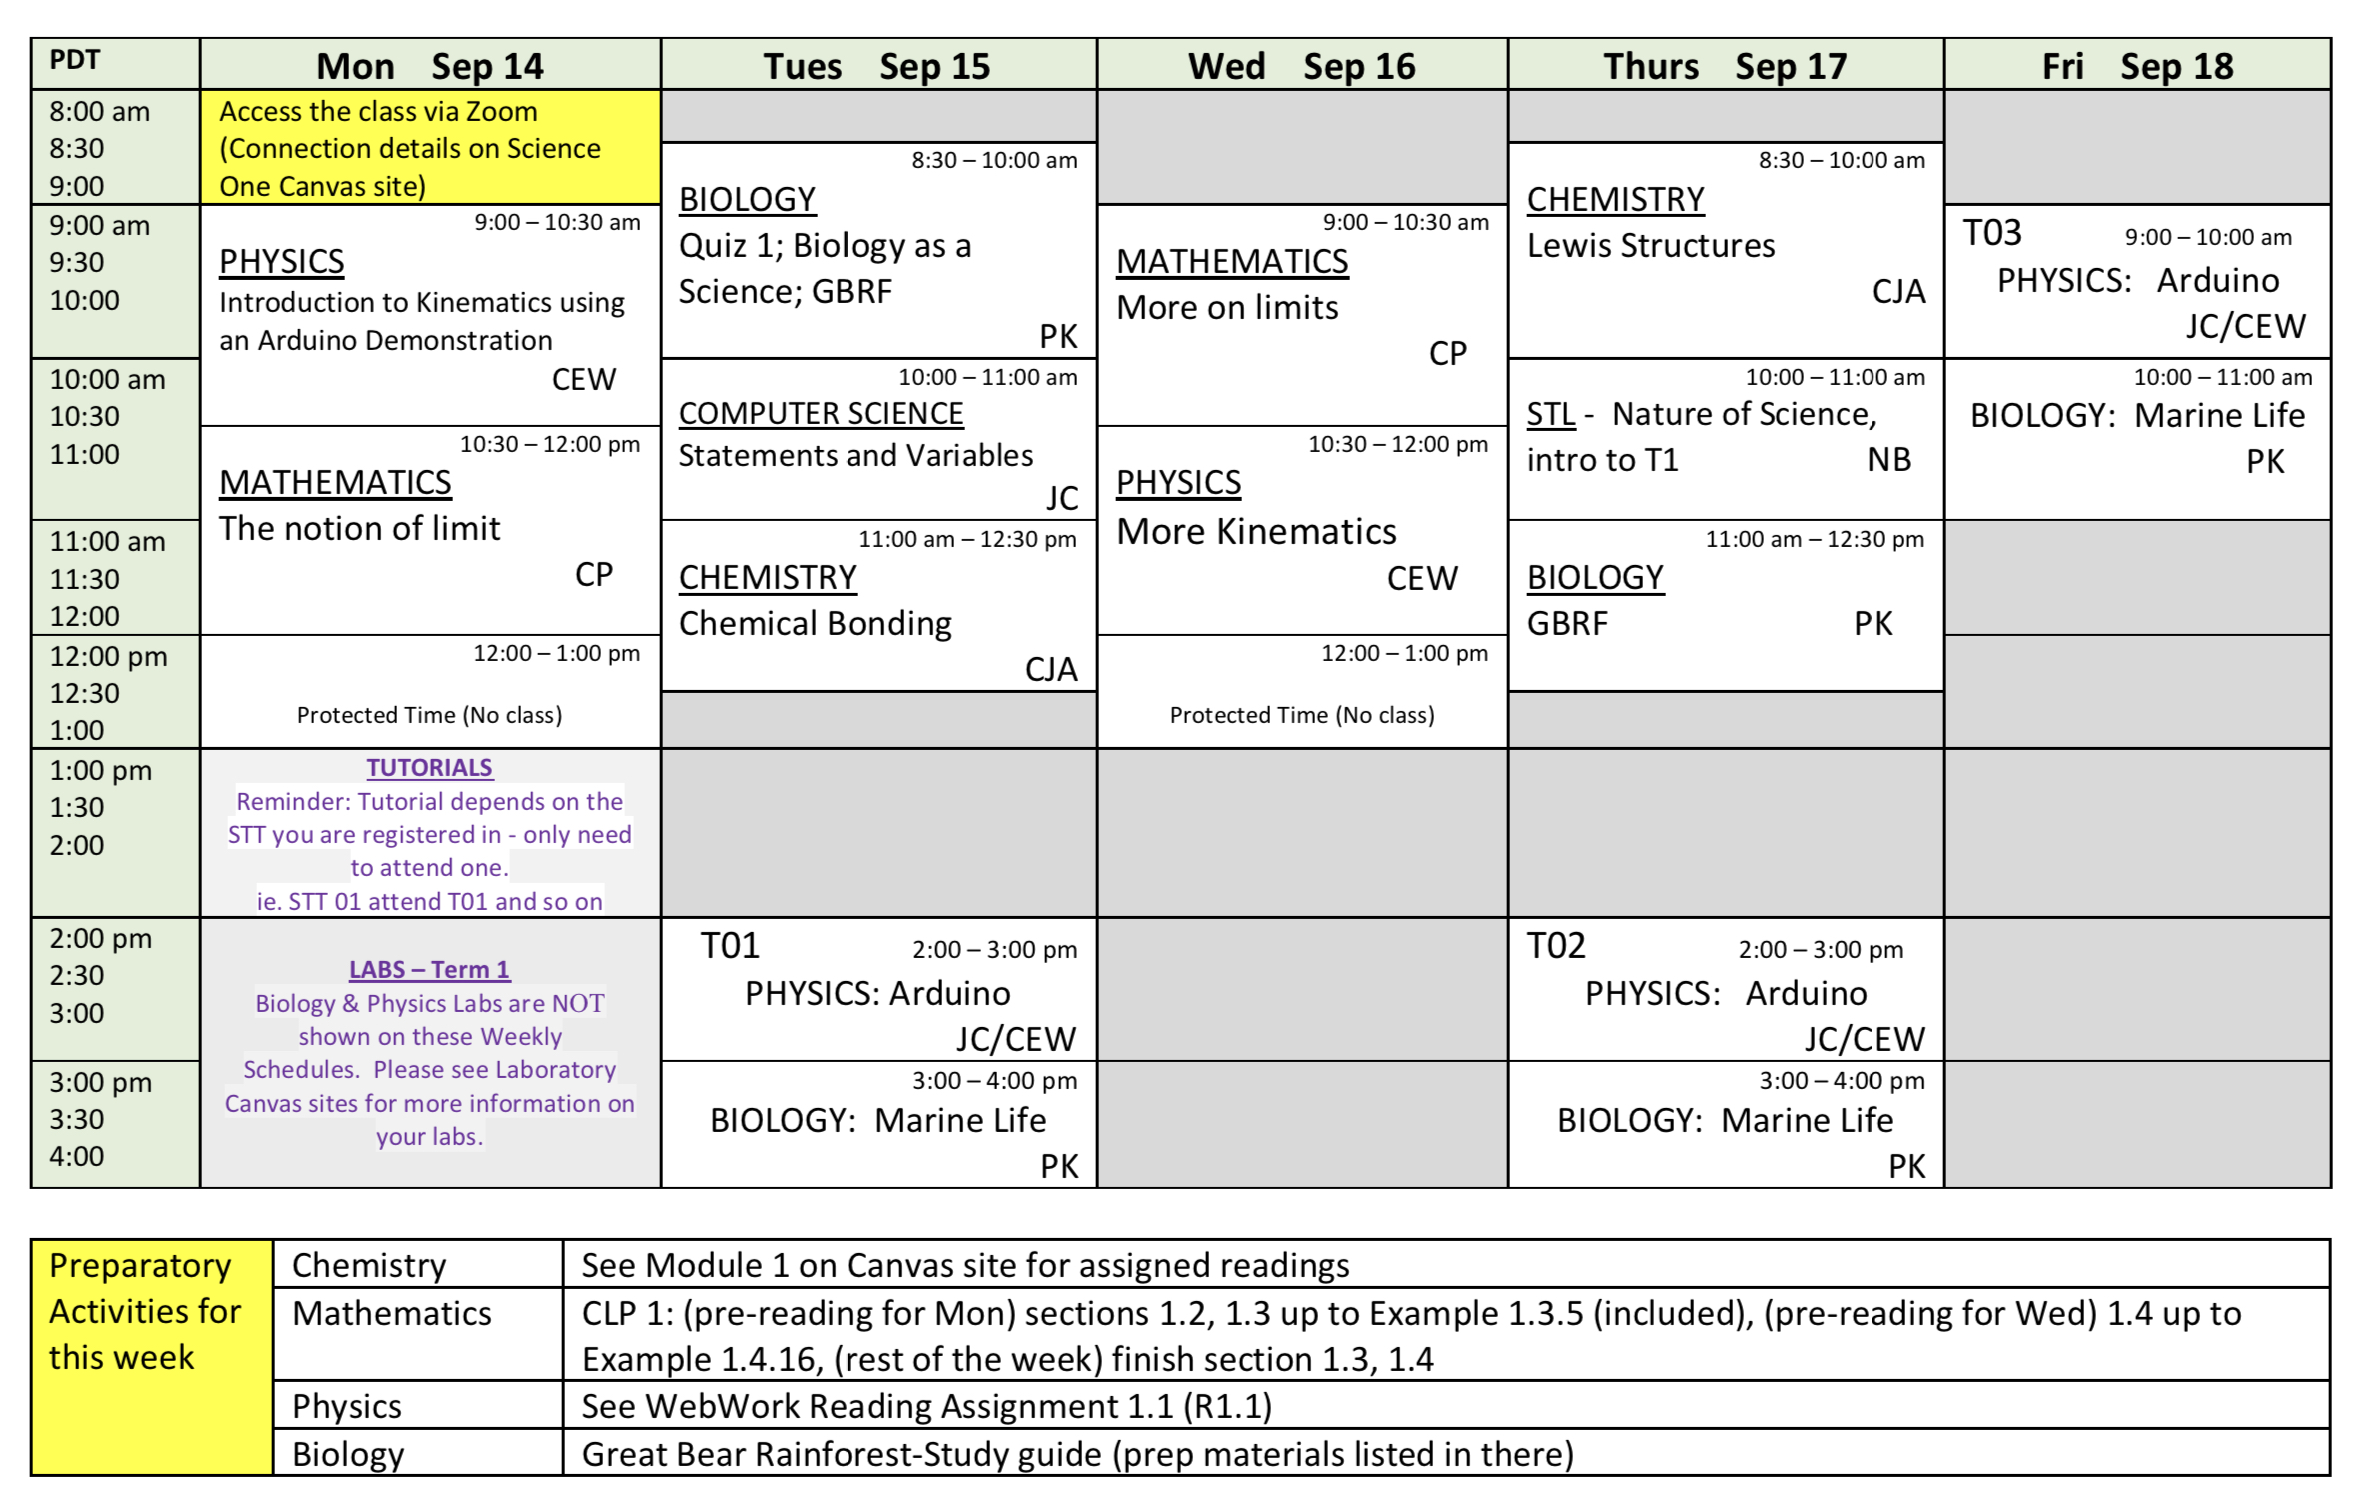 PDT
Mon Sep 14
Tues Sep 15
Wed Sep 16
Thurs Sep 17
Fri Sep 18
8:00 am
8:30
9:00
9:00 am
9:30
10:00
10:00 am
10:30
11:00
11:00 am
11:30
12:00
12:00 pm
12:30
1:00
1:00 pm
1:30
2:00
2:00 pm
2:30
3:00
3:00 pm
3:30
4:00
Access the class via Zoom
(Connection details on Science
One Canvas site)
9:00 – 10:30 am
PHYSICS
Introduction to Kinematics using
an Arduino Demonstration
CEW
10:30 – 12:00 pm
MATHEMATICS
The notion of limit
CP
12:00 – 1:00 pm
Protected Time (No class)
TUTORIALS
Reminder: Tutorial depends on the
STT you are registered in - only need
to attend one.
ie. STT 01 attend T01 and so on
LABS – Term 1
Biology & Physics Labs are NOT
shown on these Weekly
Schedules. Please see Laboratory
Canvas sites for more information on
your labs.
8:30 – 10:00 am
BIOLOGY
Quiz 1; Biology as a
Science; GBRF
PK
10:00 – 11:00 am
COMPUTER SCIENCE
Statements and Variables
JC
11:00 am – 12:30 pm
CHEMISTRY
Chemical Bonding
CJA
T01 2:00 – 3:00 pm
PHYSICS: Arduino
JC/CEW
3:00 – 4:00 pm
BIOLOGY: Marine Life
PK
9:00 – 10:30 am
MATHEMATICS
More on limits
CP
10:30 – 12:00 pm
PHYSICS
More Kinematics
CEW
12:00 – 1:00 pm
Protected Time (No class)
8:30 – 10:00 am
CHEMISTRY
Lewis Structures
CJA
10:00 – 11:00 am
STL - Nature of Science,
intro to T1 NB
11:00 am – 12:30 pm
BIOLOGY
GBRF PK
T02 2:00 – 3:00 pm
PHYSICS: Arduino
JC/CEW
3:00 – 4:00 pm
BIOLOGY: Marine Life
PK
T03 9:00 – 10:00 am
PHYSICS: Arduino
JC/CEW
10:00 – 11:00 am
BIOLOGY: Marine Life
PK
Preparatory
Activities for
this week
Chemistry
See Module 1 on Canvas site for assigned readings
Mathematics
CLP 1: (pre-reading for Mon) sections 1.2, 1.3 up to Example 1.3.5 (included), (pre-reading for Wed) 1.4 up to
Example 1.4.16, (rest of the week) finish section 1.3, 1.4
Physics
See WebWork Reading Assignment 1.1 (R1.1)
Biology
Great Bear Rainforest-Study guide (prep materials listed in there)